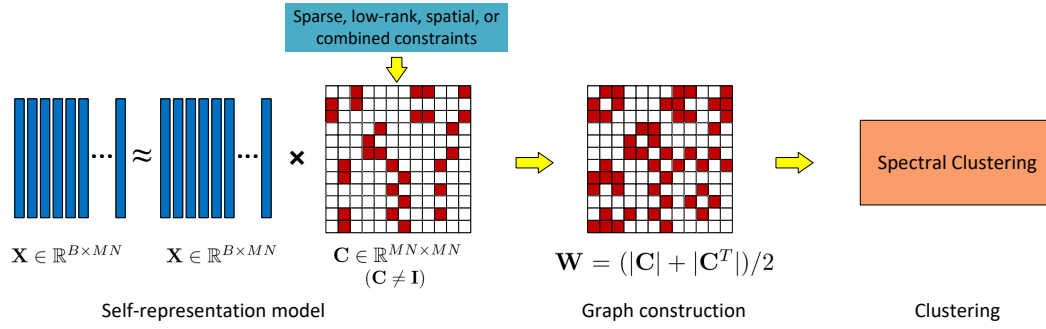 Sparse, low-rank, spatial, or
combined constraints
... ≈ ... ×
Spectral Clustering
X ∈ ℝ^{B×MN}
X ∈ ℝ^{B×MN}
C ∈ ℝ^{MN×MN}
(C ≠ I)
W = (|C| + |C^T|)/2
Self-representation model
Graph construction
Clustering